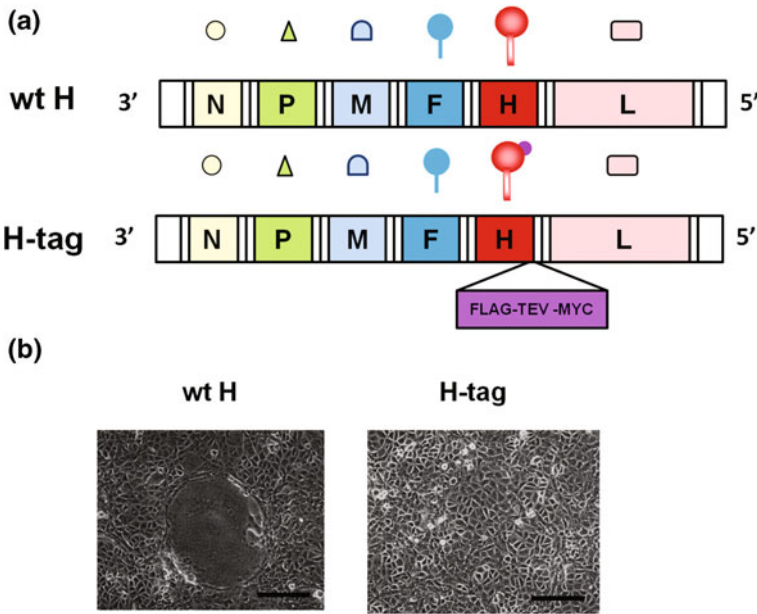 (a)
wt H 3’ N P M F H L 5’
H-tag 3’ N P M F H L 5’
FLAG-TEV -MYC
(b)
wt H H-tag